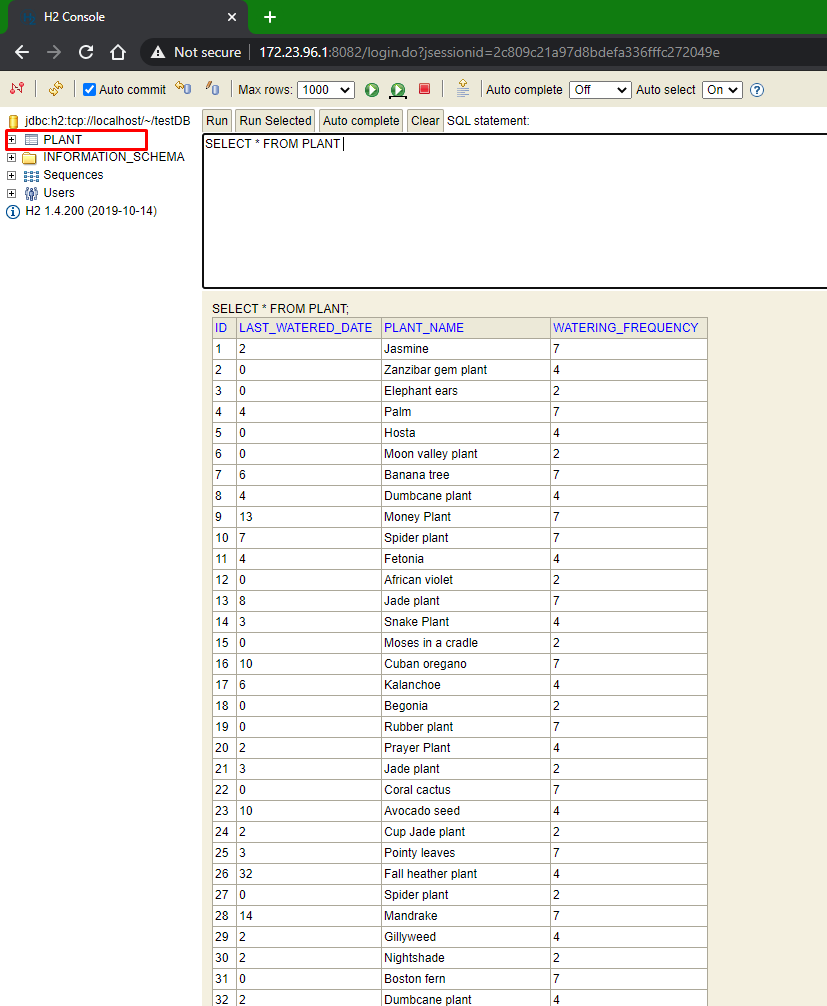 H2 Console
Not secure 172.23.96.1:8082/login.do?jsessionid=2c809c21a97d8bdefa336fffc272049e
Auto commit Max rows: 1000 Auto complete Off Auto select On
jdbc:h2:tcp://localhost/~/testDB
PLANT
INFORMATION_SCHEMA
Sequences
Users
H2 1.4.200 (2019-10-14)
Run Run Selected Auto complete Clear SQL statement:
SELECT * FROM PLANT
SELECT * FROM PLANT;
ID LAST_WATERED_DATE PLANT_NAME WATERING_FREQUENCY
1 2 Jasmine 7
2 0 Zanzibar gem plant 4
3 0 Elephant ears 2
4 4 Palm 7
5 0 Hosta 4
6 0 Moon valley plant 2
7 6 Banana tree 7
8 4 Dumbcane plant 4
9 13 Money Plant 7
10 7 Spider plant 7
11 4 Fetonia 4
12 0 African violet 2
13 8 Jade plant 7
14 3 Snake Plant 4
15 0 Moses in a cradle 2
16 10 Cuban oregano 7
17 6 Kalanchoe 4
18 0 Begonia 2
19 0 Rubber plant 7
20 2 Prayer Plant 4
21 3 Jade plant 2
22 0 Coral cactus 7
23 10 Avocado seed 4
24 2 Cup Jade plant 2
25 3 Pointy leaves 7
26 32 Fall heather plant 4
27 0 Spider plant 2
28 14 Mandrake 7
29 2 Gillyweed 4
30 2 Nightshade 2
31 0 Boston fern 7
32 2 Dumbcane plant 4